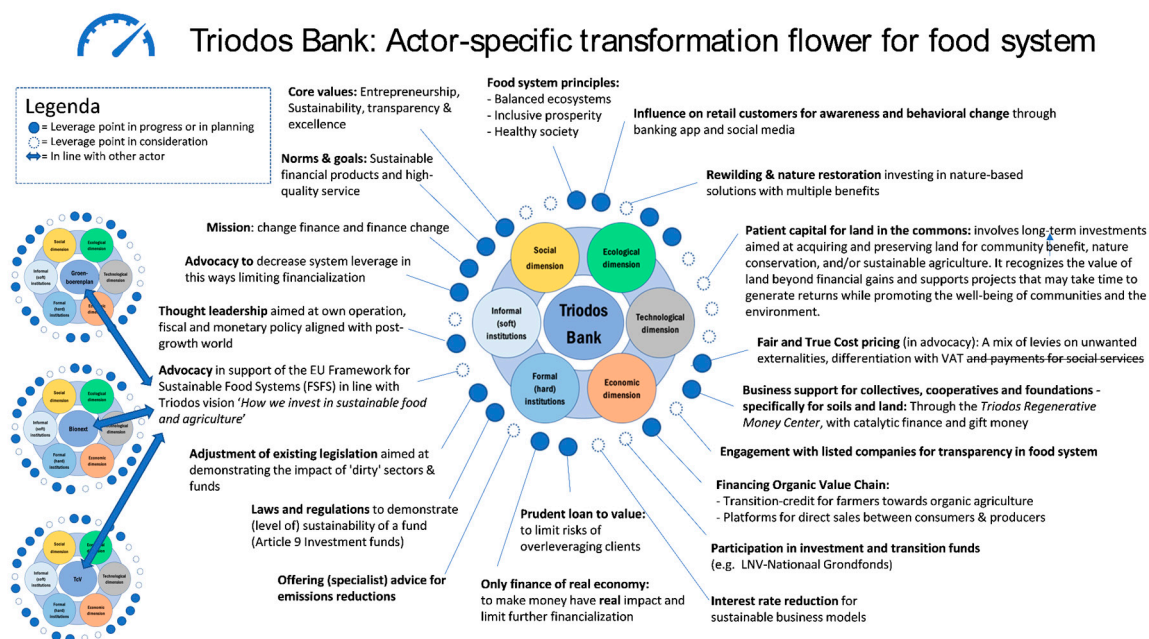 Triodos Bank: Actor-specific transformation flower for food system
Legenda
= Leverage point in progress or in planning
= Leverage point in consideration
= In line with other actor
Core values: Entrepreneurship,
Sustainability, transparency &
excellence
Norms & goals: Sustainable
financial products and high-
quality service
Mission: change finance and finance change
Advocacy to decrease system leverage in
this ways limiting financialization
Thought leadership aimed at own operation,
fiscal and monetary policy aligned with post-
growth world
Advocacy in support of the EU Framework for
Sustainable Food Systems (FSFS) in line with
Triodos vision ‘How we invest in sustainable food
and agriculture’
Adjustment of existing legislation aimed at
demonstrating the impact of 'dirty' sectors &
funds
Laws and regulations to demonstrate
(level of) sustainability of a fund
(Article 9 Investment funds)
Offering (specialist) advice for
emissions reductions
Food system principles:
- Balanced ecosystems
- Inclusive prosperity
- Healthy society
Influence on retail customers for awareness and behavioral change through
banking app and social media
Rewilding & nature restoration investing in nature-based
solutions with multiple benefits
Patient capital for land in the commons: involves long-term investments
aimed at acquiring and preserving land for community benefit, nature
conservation, and/or sustainable agriculture. It recognizes the value of
land beyond financial gains and supports projects that may take time to
generate returns while promoting the well-being of communities and the
environment.
Fair and True Cost pricing (in advocacy): A mix of levies on unwanted
externalities, differentiation with VAT and payments for social services
Business support for collectives, cooperatives and foundations -
specifically for soils and land: Through the Triodos Regenerative
Money Center, with catalytic finance and gift money
Engagement with listed companies for transparency in food system
Financing Organic Value Chain:
- Transition-credit for farmers towards organic agriculture
- Platforms for direct sales between consumers & producers
Participation in investment and transition funds
(e.g. LNV-Nationaal Grondfonds)
Interest rate reduction for
sustainable business models
Prudent loan to value:
to limit risks of
overleveraging clients
Only finance of real economy:
to make money have real impact and
limit further financialization
Social
dimension
Ecological
dimension
Informal
(soft)
institutions
Triodos
Bank
Technological
dimension
Formal
(hard)
institutions
Economic
dimension
Social
dimension
Ecological
dimension
Informal
(soft)
institutions
Groen-
boerenplan
Technological
dimension
Formal
(hard)
institutions
dimension
Social
dimension
Ecological
dimension
Informal
(soft)
institutions
Bionext
dimension
Formal
(hard)
institutions
Economic
dimension
Social
dimension
Informal
(soft)
institutions
TcV
Technological
dimension
Formal
(hard)
institutions
Economic
dimension